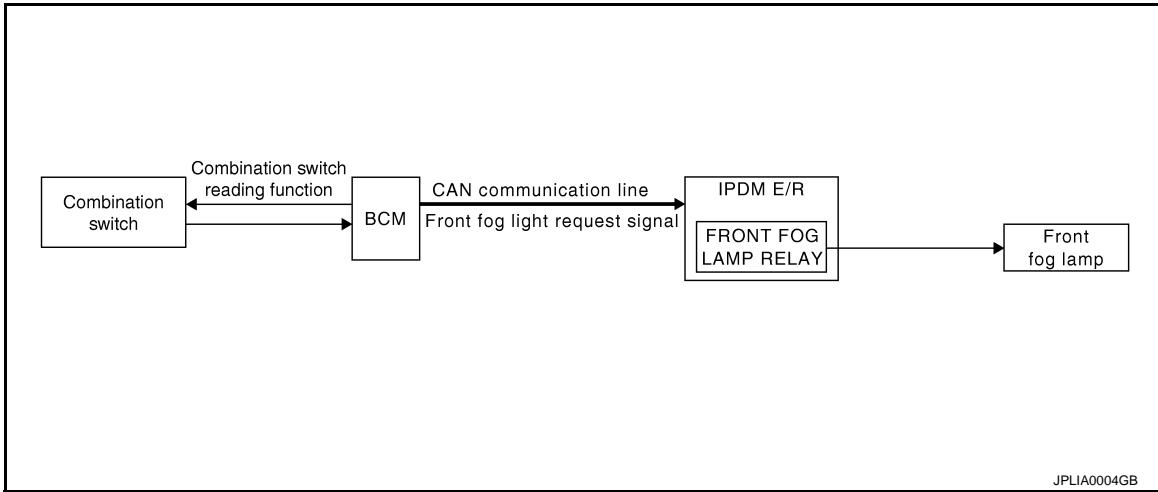 Combination
switch
Combination switch
reading function
BCM
CAN communication line
Front fog light request signal
IPDM E/R
FRONT FOG
LAMP RELAY
Front
fog lamp
JPLIA0004GB